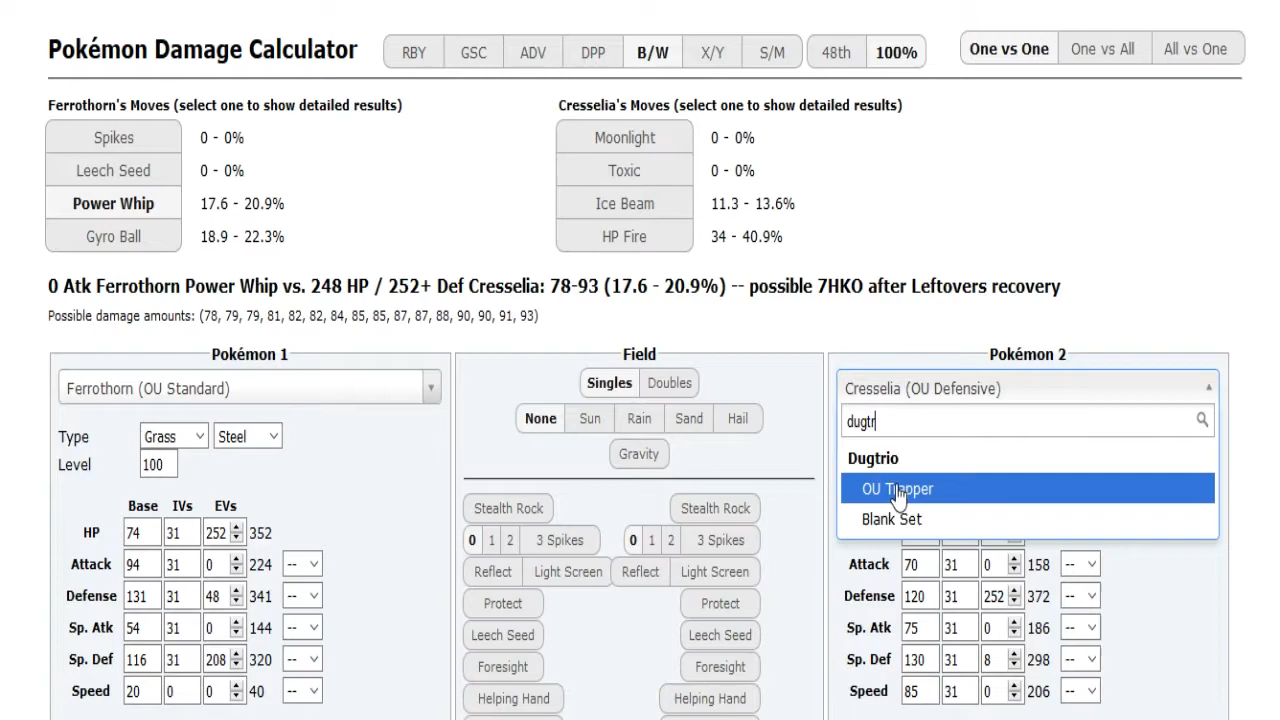 Pokémon Damage Calculator RBY GSC ADV DPP B/W X/Y S/M 48th 100% One vs One One vs All All vs One
Ferrothorn's Moves (select one to show detailed results) Cresselia's Moves (select one to show detailed results)
Spikes 0 - 0% Moonlight 0 - 0%
Leech Seed 0 - 0% Toxic 0 - 0%
Power Whip 17.6 - 20.9% Ice Beam 11.3 - 13.6%
Gyro Ball 18.9 - 22.3% HP Fire 34 - 40.9%
0 Atk Ferrothorn Power Whip vs. 248 HP / 252+ Def Cresselia: 78-93 (17.6 - 20.9%) -- possible 7HKO after Leftovers recovery
Possible damage amounts: (78, 79, 79, 81, 82, 82, 84, 85, 85, 87, 87, 88, 90, 90, 91, 93)
Pokémon 1
Ferrothorn (OU Standard)
Type Grass Steel
Level 100
Base IVs EVs
HP 74 31 252 352
Attack 94 31 0 224 --
Defense 131 31 48 341 --
Sp. Atk 54 31 0 144 --
Sp. Def 116 31 208 320 --
Speed 20 0 0 40 --
Field
Singles Doubles
None Sun Rain Sand Hail
Gravity
Stealth Rock Stealth Rock
0 1 2 3 Spikes 0 1 2 3 Spikes
Reflect Light Screen Reflect Light Screen
Protect Protect
Leech Seed Leech Seed
Foresight Foresight
Helping Hand Helping Hand
Pokémon 2
Cresselia (OU Defensive)
dugtr
Dugtrio
OU Trapper
Blank Set
Attack 70 31 0 158 --
Defense 120 31 252 372 --
Sp. Atk 75 31 0 186 --
Sp. Def 130 31 8 298 --
Speed 85 31 0 206 --